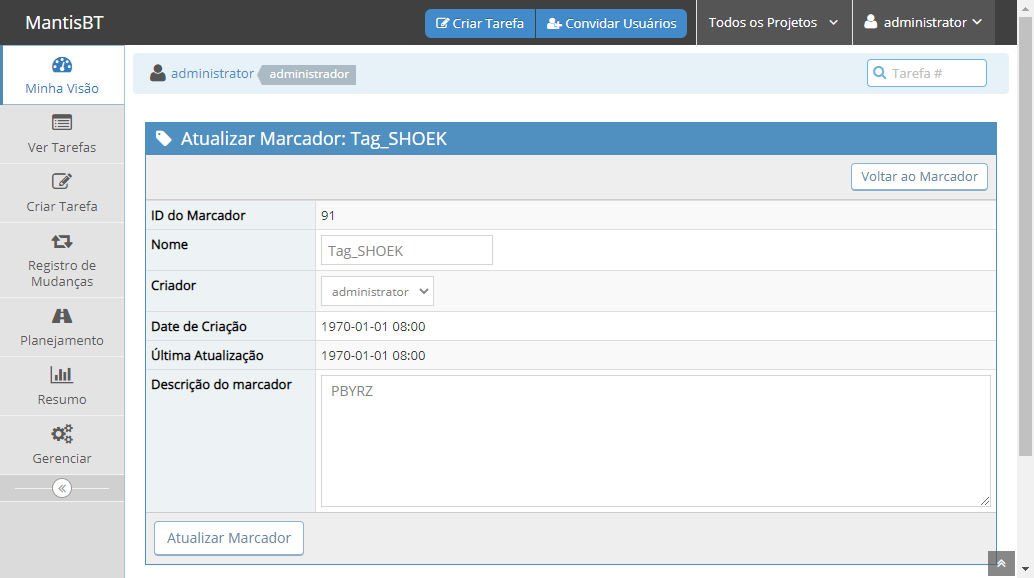 MantisBT
Criar Tarefa
Convidar Usuários
Todos os Projetos
administrator
Minha Visão
Ver Tarefas
Criar Tarefa
Registro de
Mudanças
Planejamento
Resumo
Gerenciar
administrator administrador
Tarefa #
Atualizar Marcador: Tag_SHOEK
Voltar ao Marcador
ID do Marcador 91
Nome Tag_SHOEK
Criador administrator
Date de Criação 1970-01-01 08:00
Última Atualização 1970-01-01 08:00
Descrição do marcador PBYRZ
Atualizar Marcador